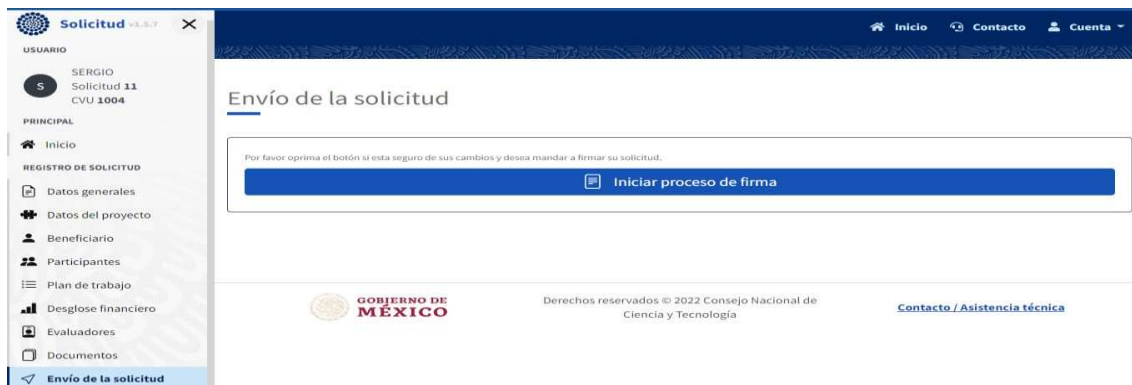 Solicitud v1.5.7
USUARIO
S
SERGIO
Solicitud 11
CVU 1004
PRINCIPAL
Inicio
REGISTRO DE SOLICITUD
Datos generales
Datos del proyecto
Beneficiario
Participantes
Plan de trabajo
Desglose financiero
Evaluadores
Documentos
Envío de la solicitud
Inicio
Contacto
Cuenta
Envío de la solicitud
Por favor oprima el botón si esta seguro de sus cambios y desea mandar a firmar su solicitud.
Iniciar proceso de firma
GOBIERNO DE
MÉXICO
Derechos reservados © 2022 Consejo Nacional de
Ciencia y Tecnología
Contacto / Asistencia técnica